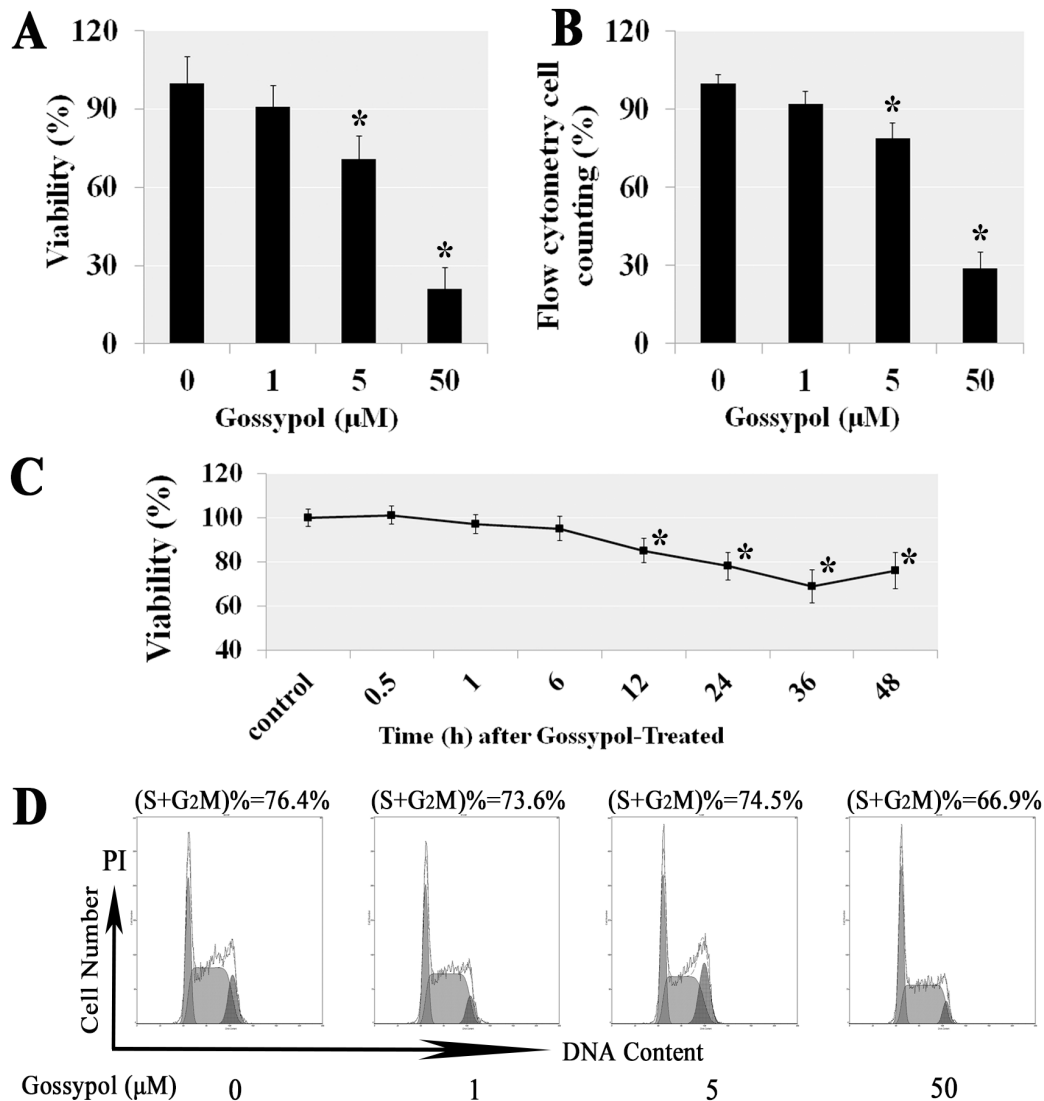 A
120
90
60
30
0
Viability (%)
*
*
0 1 5 50
Gossypol (μM)
B
120
90
60
30
0
Flow cytometry cell
counting (%)
*
*
0 1 5 50
Gossypol (μM)
C
120
100
80
60
40
Viability (%)
* * * *
control 0.5 1 6 12 24 36 48
Time (h) after Gossypol-Treated
D
(S+G2M)%=76.4% (S+G2M)%=73.6% (S+G2M)%=74.5% (S+G2M)%=66.9%
PI
Cell Number
DNA Content
Gossypol (μM) 0 1 5 50